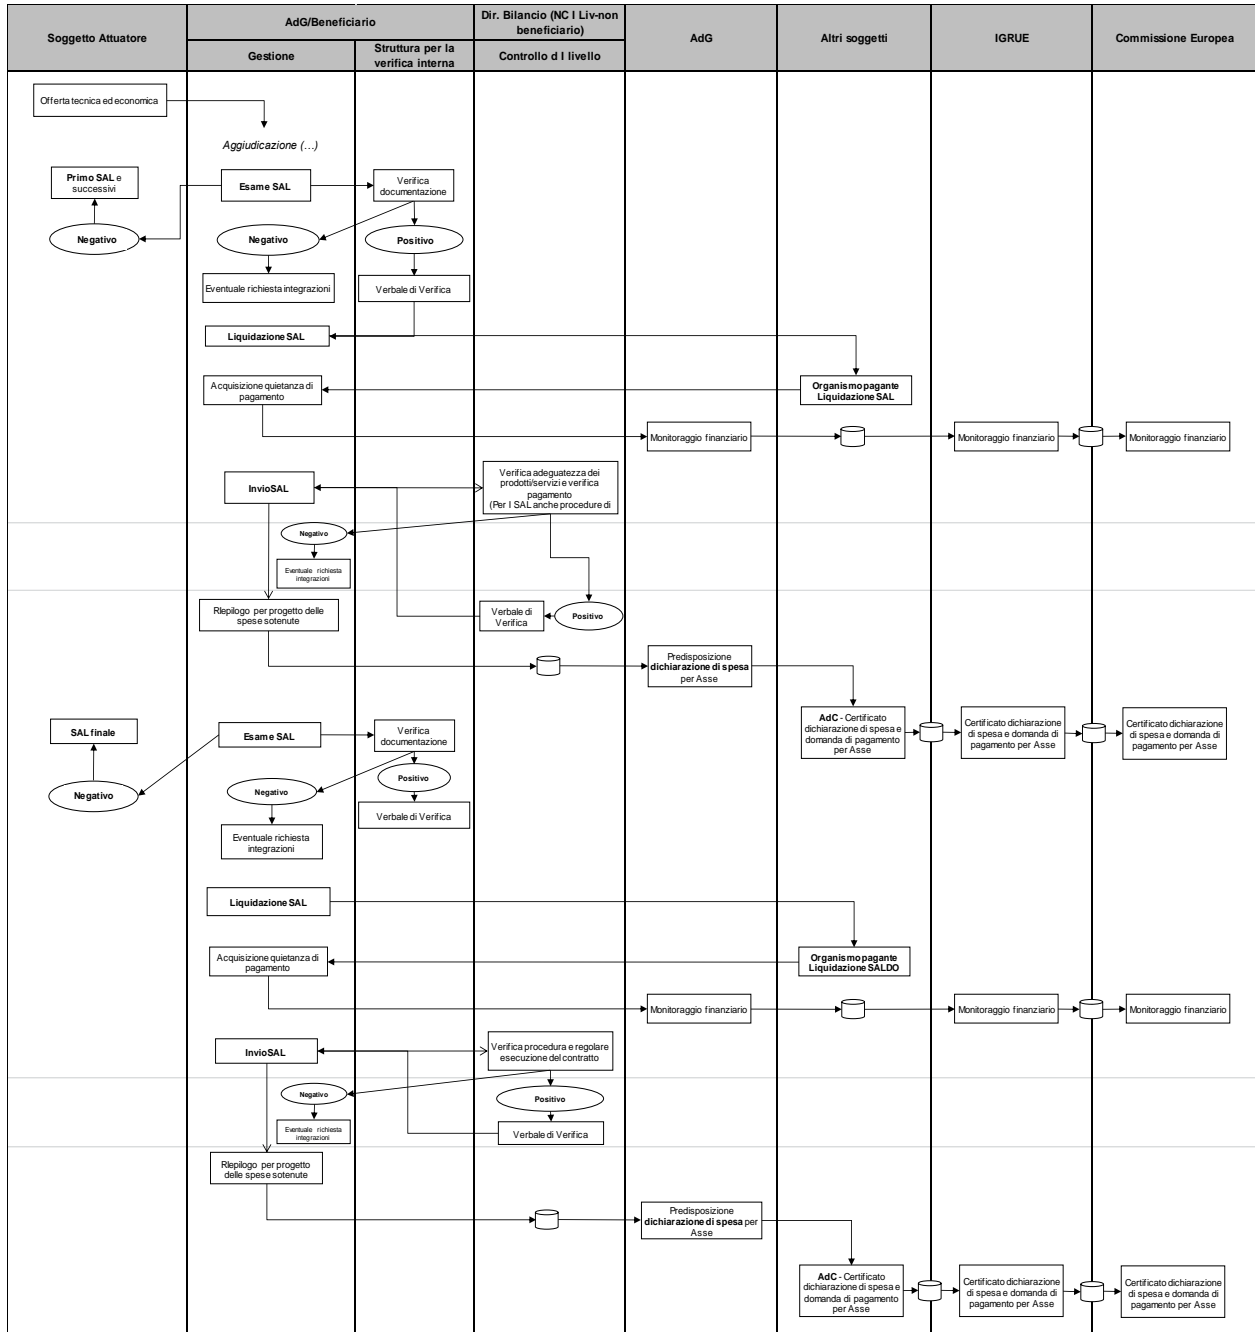 Soggetto Attuatore
AdG/Beneficiario
Gestione
Struttura per la
verifica interna
Dir. Bilancio (NC I Liv-non
beneficiario)
Controllo d I livello
AdG
Altri soggetti
IGRUE
Commissione Europea
Offerta tecnica ed economica
Aggiudicazione (…)
Primo SAL e
successivi
Esame SAL
Verifica
documentazione
Negativo
Negativo
Positivo
Eventuale richiesta integrazioni
Verbale di Verifica
Liquidazione SAL
Acquisizione quietanza di
pagamento
Organismo pagante
Liquidazione SAL
Monitoraggio finanziario
Monitoraggio finanziario
Monitoraggio finanziario
Invio SAL
Verifica adeguatezza dei
prodotti/servizi e verifica
pagamento
(Per I SAL anche procedure di
Negativo
Eventuale richiesta
integrazioni
RIepilogo per progetto delle
spese sotenute
Verbale di
Verifica
Positivo
Predisposizione
dichiarazione di spesa
per Asse
SAL finale
Esame SAL
Verifica
documentazione
AdC - Certificato
dichiarazione di spesa e
domanda di pagamento
per Asse
Certificato dichiarazione
di spesa e domanda di
pagamento per Asse
Certificato dichiarazione
di spesa e domanda di
pagamento per Asse
Negativo
Negativo
Positivo
Verbale di Verifica
Eventuale richiesta
integrazioni
Liquidazione SAL
Acquisizione quietanza di
pagamento
Organismo pagante
Liquidazione SALDO
Monitoraggio finanziario
Monitoraggio finanziario
Monitoraggio finanziario
Invio SAL
Verifica procedura e regolare
esecuzione del contratto
Negativo
Positivo
Eventuale richiesta
integrazioni
Verbale di Verifica
RIepilogo per progetto
delle spese sotenute
Predisposizione
dichiarazione di spesa per
Asse
AdC - Certificato
dichiarazione di spesa e
domanda di pagamento
per Asse
Certificato dichiarazione
di spesa e domanda di
pagamento per Asse
Certificato dichiarazione
di spesa e domanda di
pagamento per Asse